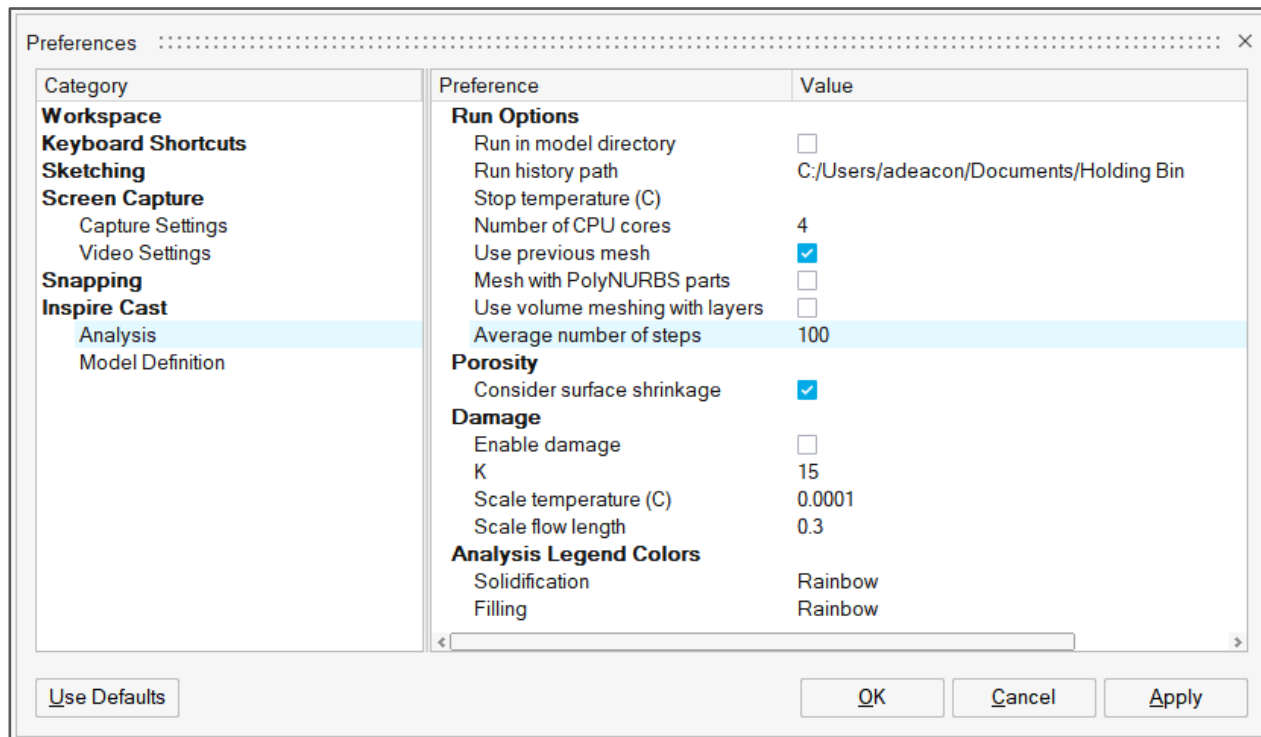 Preferences
Category
Workspace
Keyboard Shortcuts
Sketching
Screen Capture
Capture Settings
Video Settings
Snapping
Inspire Cast
Analysis
Model Definition
Preference Value
Run Options
Run in model directory
Run history path C:/Users/adeacon/Documents/Holding Bin
Stop temperature (C)
Number of CPU cores 4
Use previous mesh
Mesh with PolyNURBS parts
Use volume meshing with layers
Average number of steps 100
Porosity
Consider surface shrinkage
Damage
Enable damage
K 15
Scale temperature (C) 0.0001
Scale flow length 0.3
Analysis Legend Colors
Solidification Rainbow
Filling Rainbow
Use Defaults OK Cancel Apply